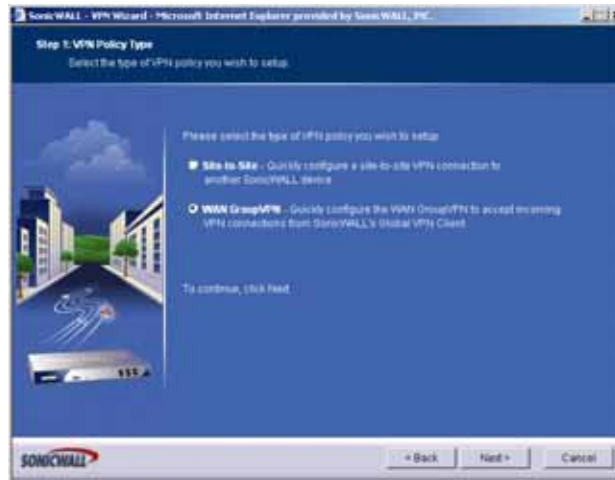 SonicWALL - VPN Wizard - Microsoft Internet Explorer provided by SonicWALL, INC.
Step 1: VPN Policy Type
Select the type of VPN policy you wish to setup.
Please select the type of VPN policy you wish to setup
Site-to-Site - Quickly configure a site-to-site VPN connection to
another SonicWALL device
WAN GroupVPN - Quickly configure the WAN GroupVPN to accept incoming
VPN connections from SonicWALL's Global VPN Client
To continue, click Next
SONICWALL
< Back
Next >
Cancel